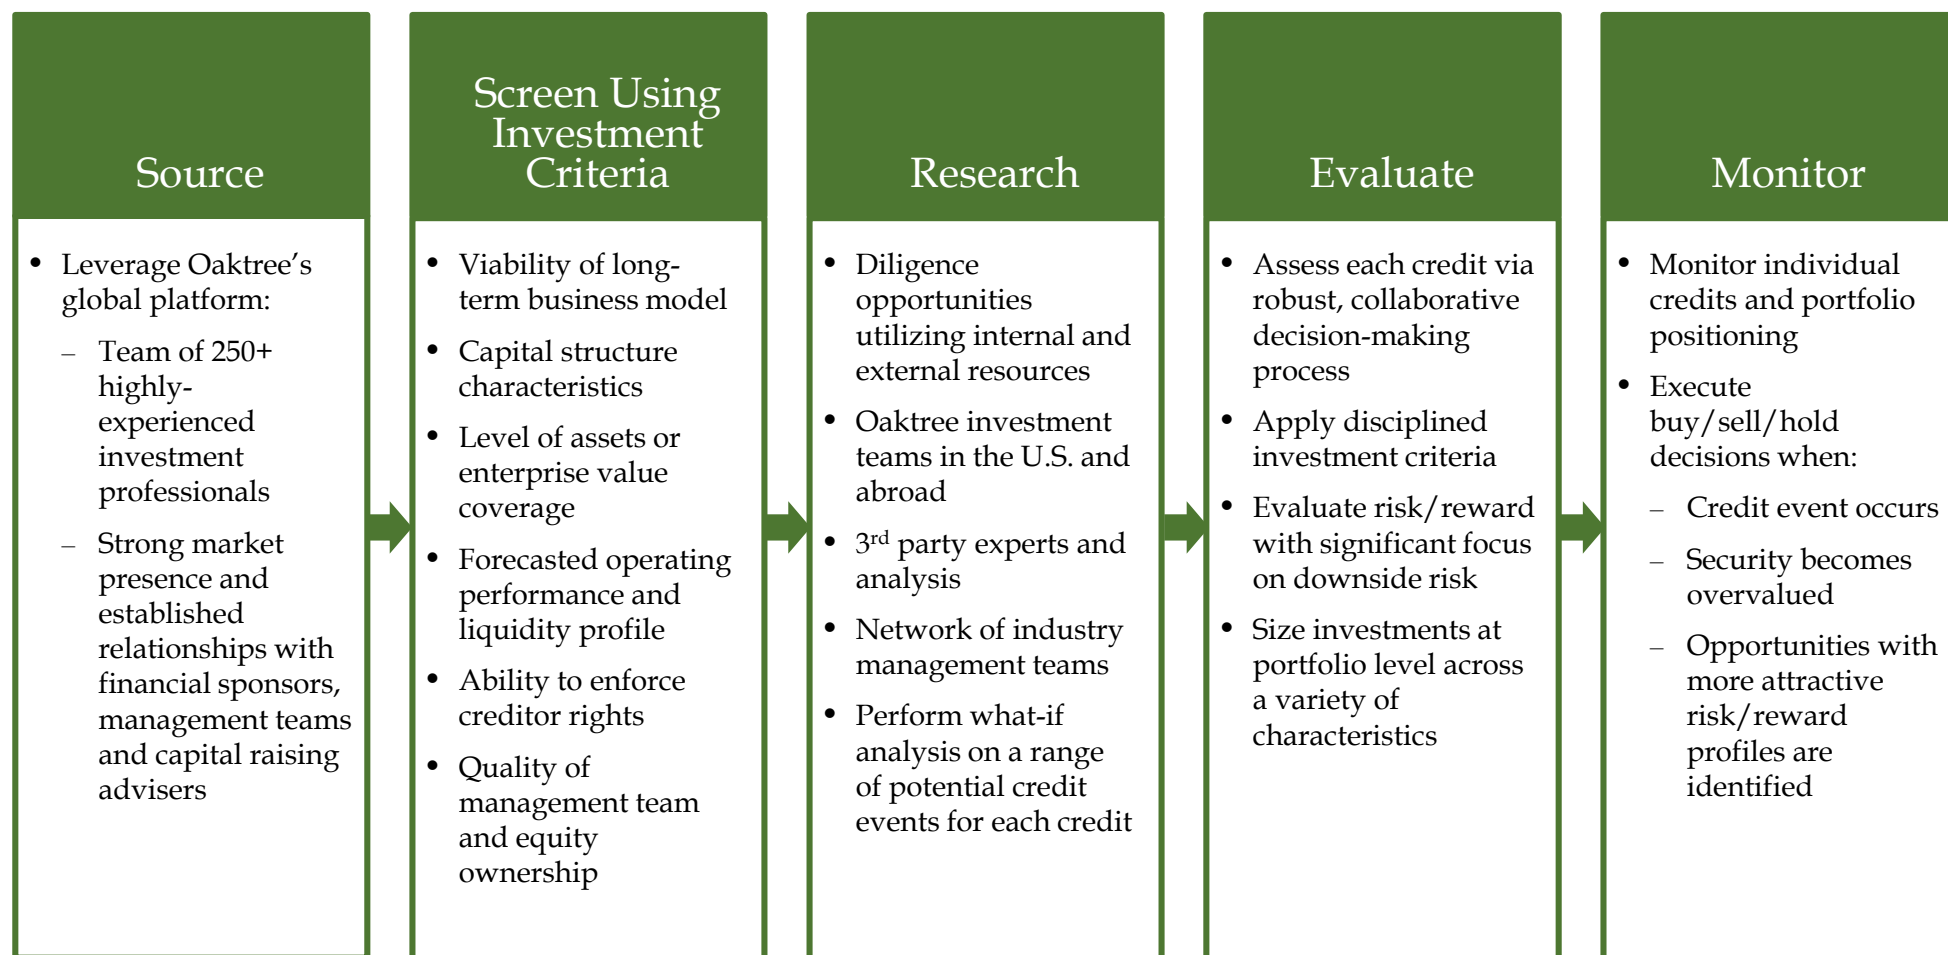 Source
• Leverage Oaktree’s
global platform:
– Team of 250+
highly-
experienced
investment
professionals
– Strong market
presence and
established
relationships with
financial sponsors,
management teams
and capital raising
advisers
Screen Using
Investment
Criteria
• Viability of long-
term business model
• Capital structure
characteristics
• Level of assets or
enterprise value
coverage
• Forecasted operating
performance and
liquidity profile
• Ability to enforce
creditor rights
• Quality of
management team
and equity
ownership
Research
• Diligence
opportunities
utilizing internal and
external resources
• Oaktree investment
teams in the U.S. and
abroad
• 3rd party experts and
analysis
• Network of industry
management teams
• Perform what-if
analysis on a range
of potential credit
events for each credit
Evaluate
• Assess each credit via
robust, collaborative
decision-making
process
• Apply disciplined
investment criteria
• Evaluate risk/reward
with significant focus
on downside risk
• Size investments at
portfolio level across
a variety of
characteristics
Monitor
• Monitor individual
credits and portfolio
positioning
• Execute
buy/sell/hold
decisions when:
– Credit event occurs
– Security becomes
overvalued
– Opportunities with
more attractive
risk/reward
profiles are
identified